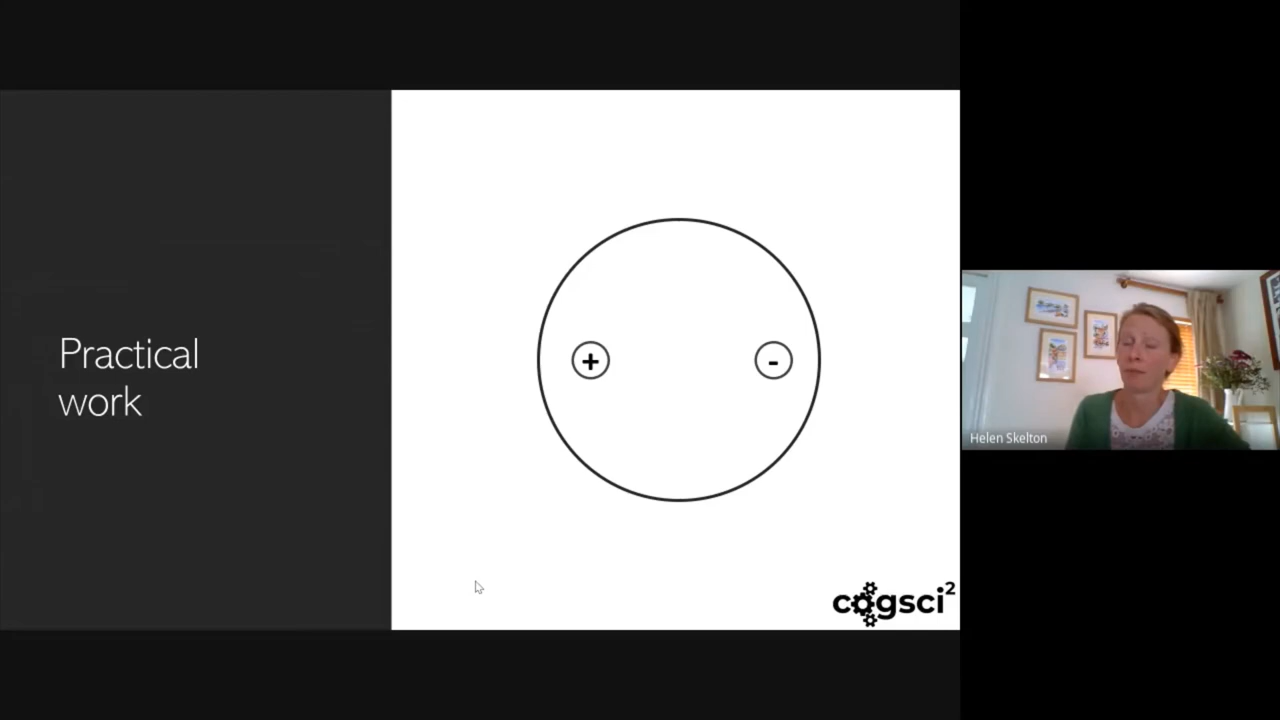 Practical
work
+
-
cogsci²
Helen Skelton